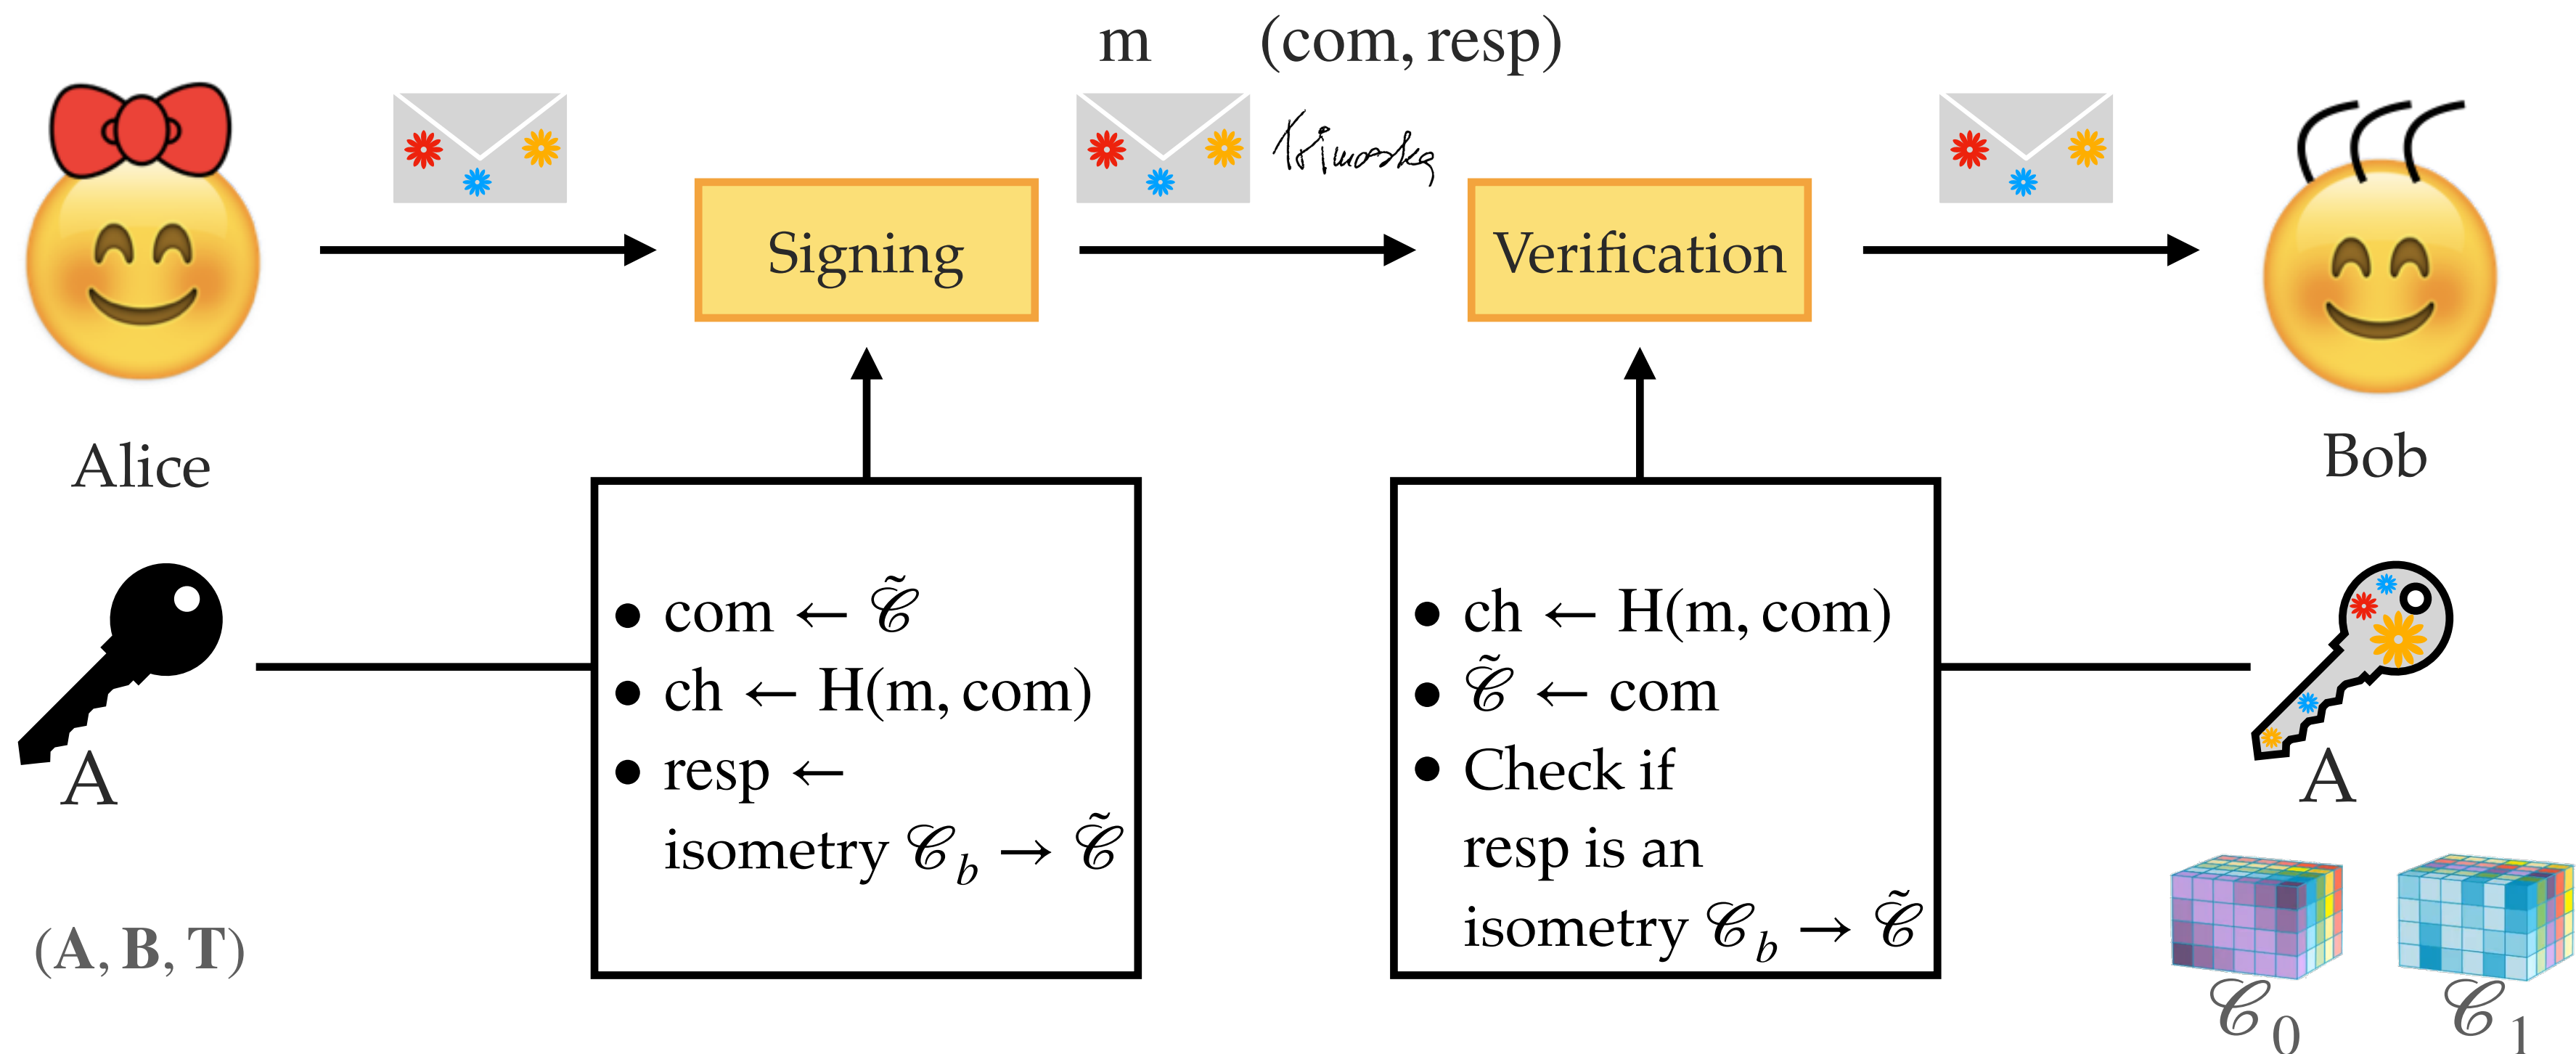 m (com, resp)
Trimoska
Signing
Verification
Alice
Bob
• com ← 𝒞̃
• ch ← H(m, com)
• resp ←
isometry 𝒞_b → 𝒞̃
• ch ← H(m, com)
• 𝒞̃ ← com
• Check if
resp is an
isometry 𝒞_b → 𝒞̃
A
A
(A, B, T)
𝒞_0
𝒞_1